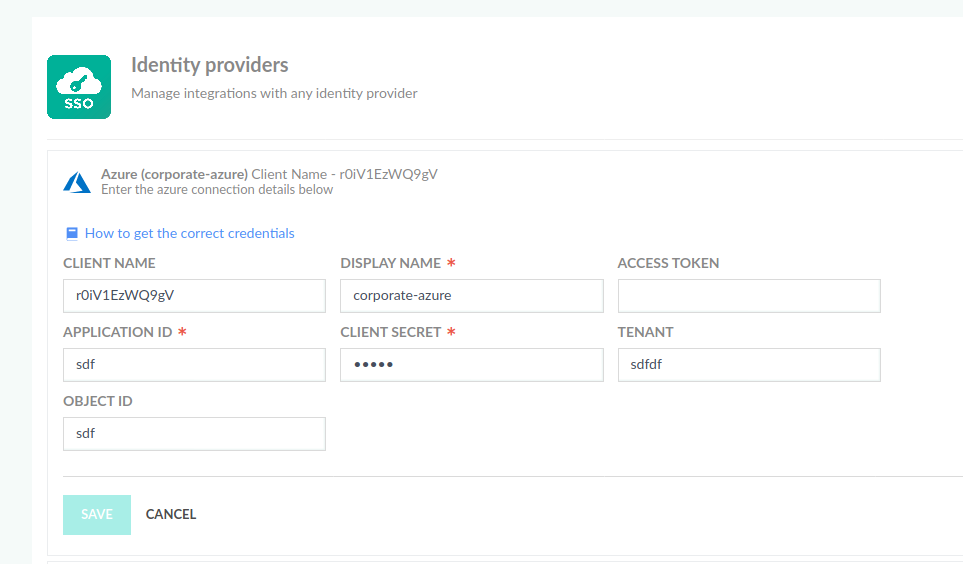 SSO
Identity providers
Manage integrations with any identity provider
Azure (corporate-azure) Client Name - r0iV1EzWQ9gV
Enter the azure connection details below
How to get the correct credentials
CLIENT NAME DISPLAY NAME * ACCESS TOKEN
r0iV1EzWQ9gV corporate-azure
APPLICATION ID * CLIENT SECRET * TENANT
sdf ••••• sdfdf
OBJECT ID
sdf
SAVE CANCEL